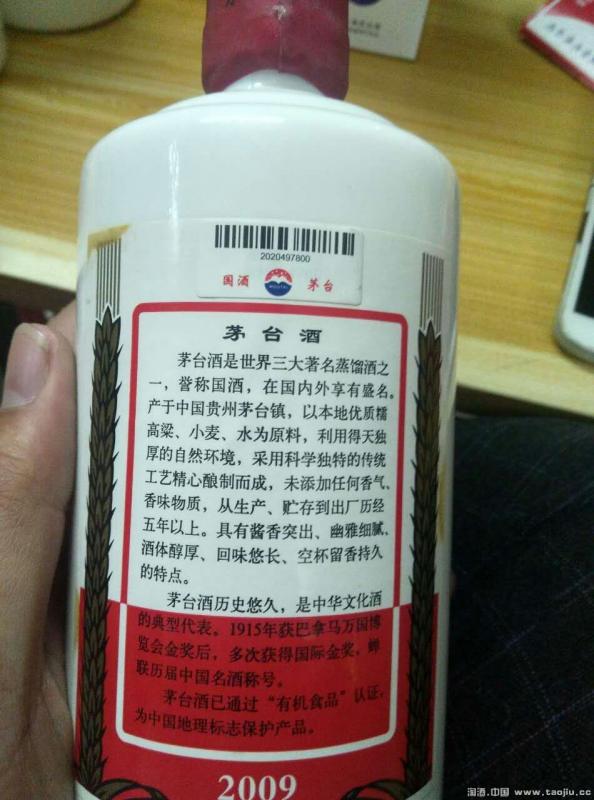 2020497800
国酒 茅台
茅台酒
茅台酒是世界三大著名蒸馏酒之
一，誉称国酒，在国内外享有盛名。
产于中国贵州茅台镇，以本地优质糯
高粱、小麦、水为原料，利用得天独
厚的自然环境，采用科学独特的传统
工艺精心酿制而成，未添加任何香气、
香味物质，从生产、贮存到出厂历经
五年以上。具有酱香突出、幽雅细腻、
酒体醇厚、回味悠长、空杯留香持久
的特点。
茅台酒历史悠久，是中华文化酒
的典型代表。1915年获巴拿马万国博
览会金奖后，多次获得国际金奖，蝉
联历届中国名酒称号。
茅台酒已通过“有机食品”认证，
为中国地理标志保护产品。
2009
淘酒.中国 www.taojiu.cc